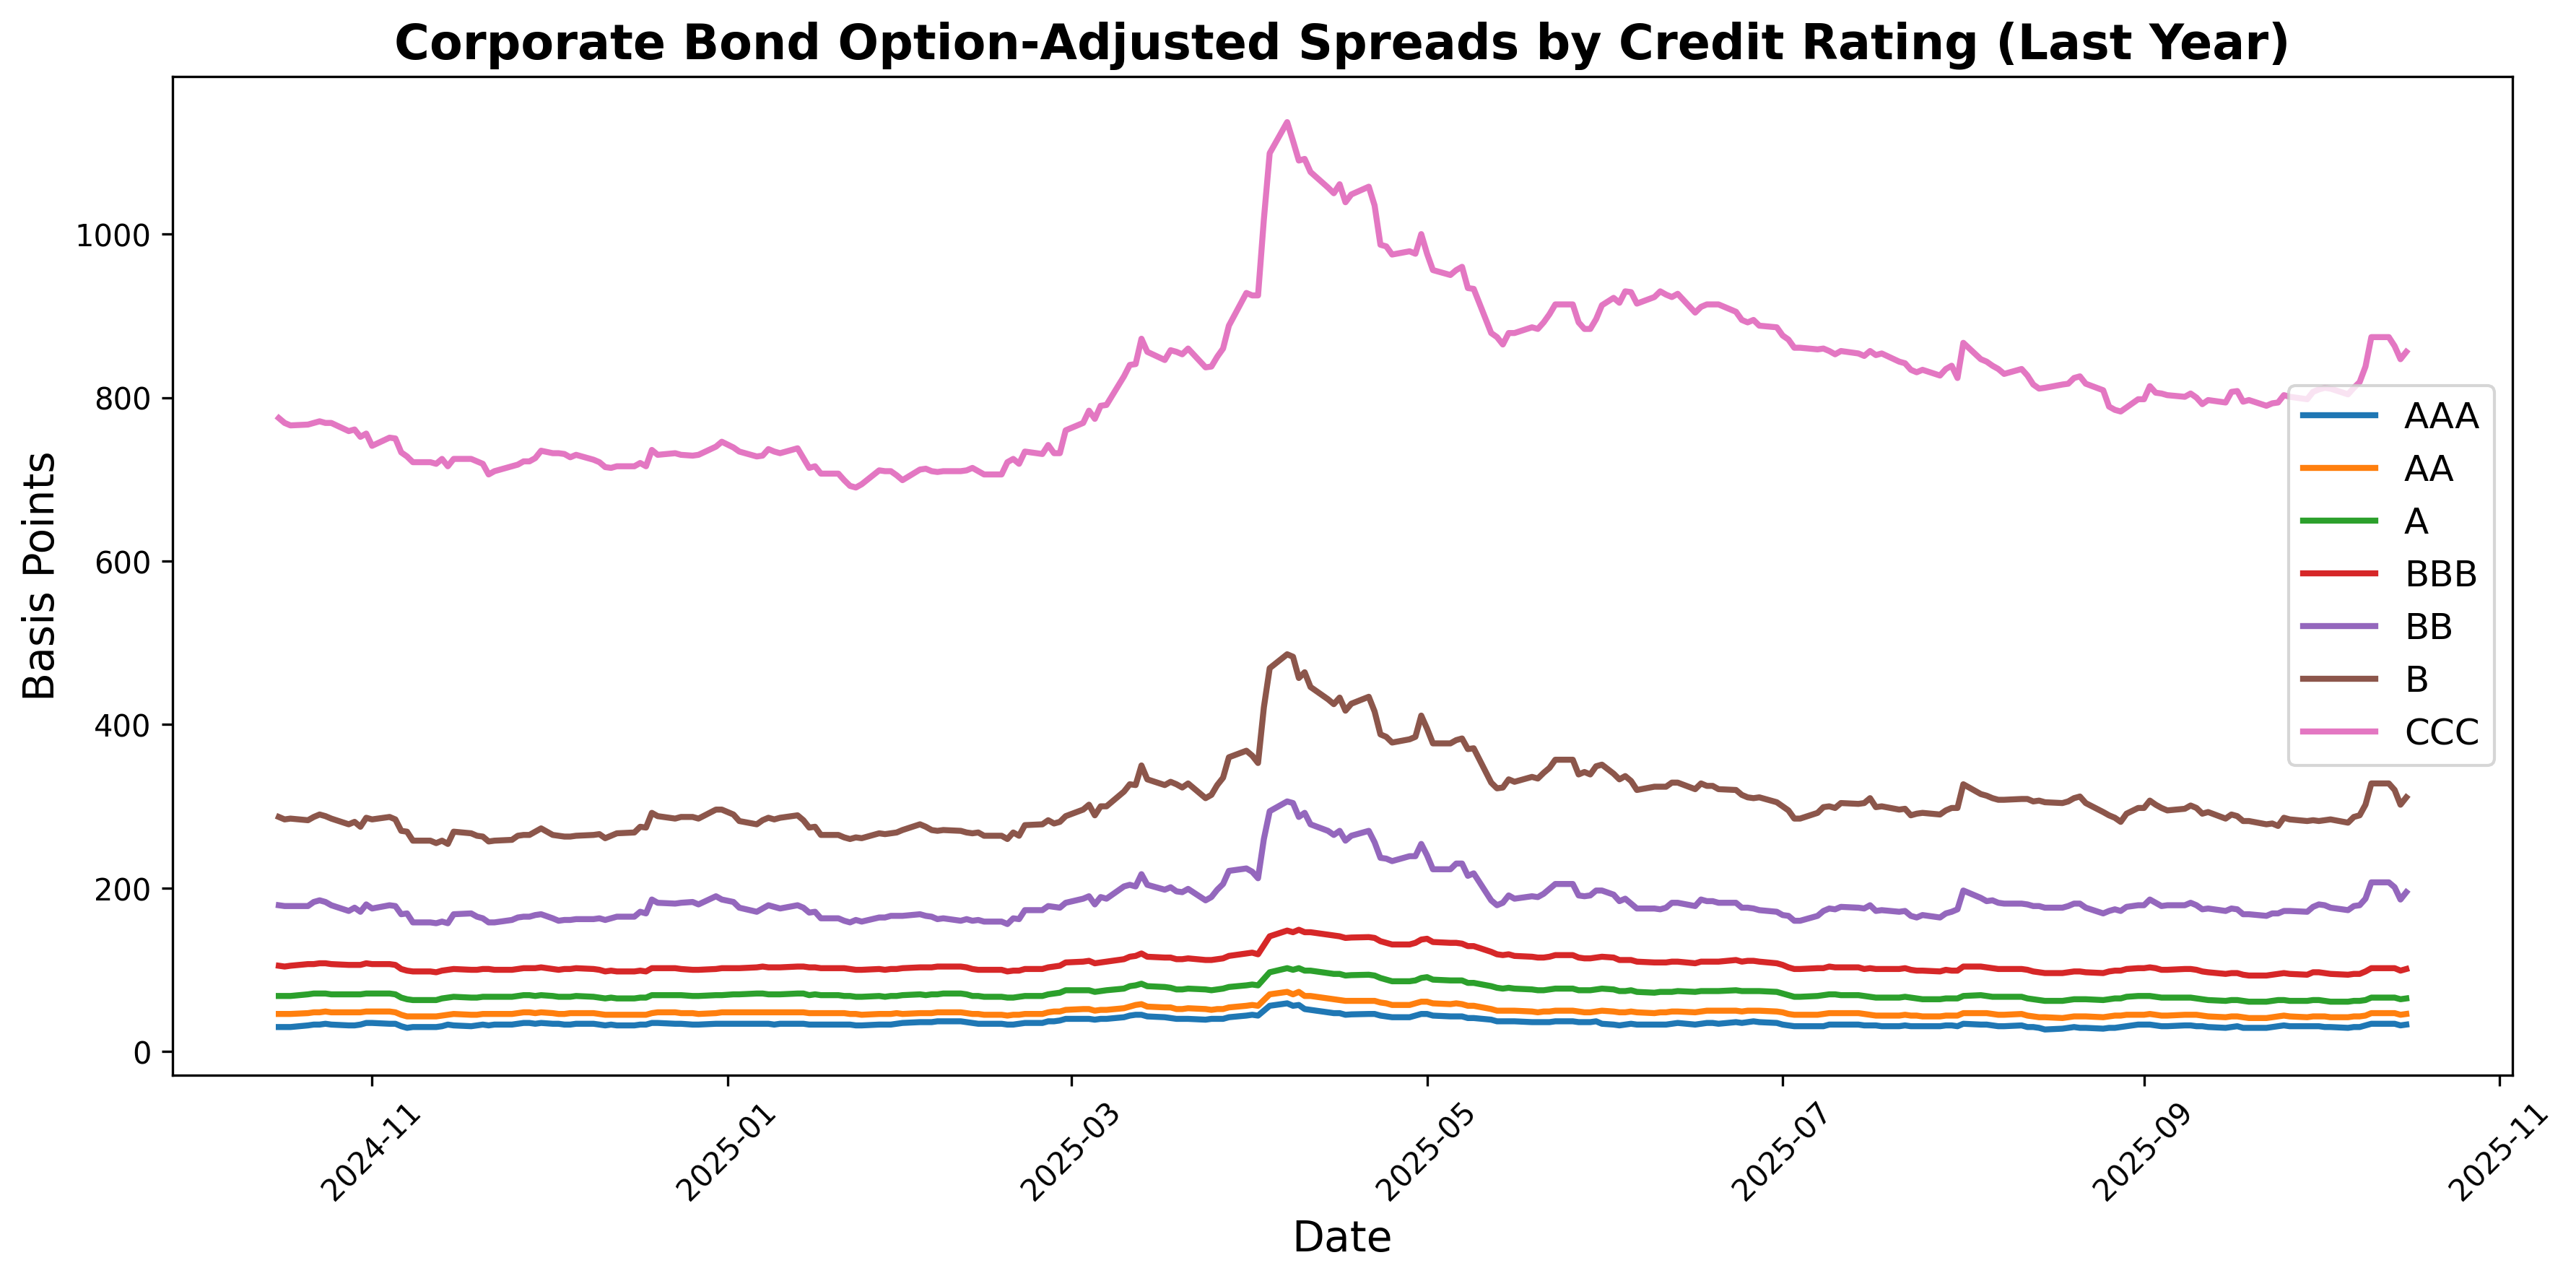 Corporate Bond Option-Adjusted Spreads by Credit Rating (Last Year)
Basis Points
1000
800
600
400
200
0
AAA
AA
A
BBB
BB
B
CCC
2024-11
2025-01
2025-03
2025-05
2025-07
2025-09
2025-11
Date